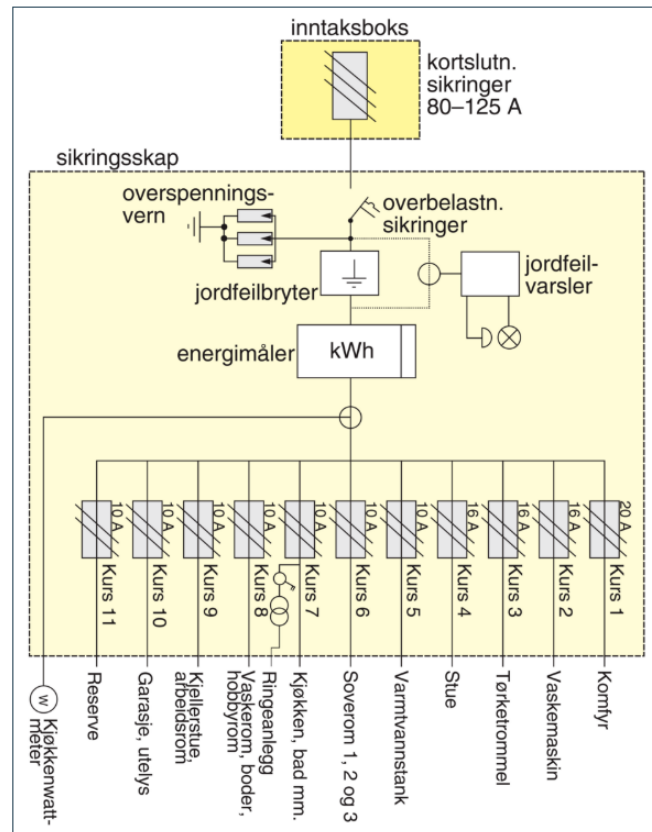 inntaksboks
kortslutn.
sikringer
80–125 A
sikringsskap
overspennings-
vern
overbelastn.
sikringer
jordfeilbryter
jordfeil-
varsler
energimåler
kWh
10 A
Kurs 11
10 A
Kurs 10
10 A
Kurs 9
10 A
Kurs 8
10 A
Kurs 7
10 A
Kurs 6
10 A
Kurs 5
16 A
Kurs 4
16 A
Kurs 3
16 A
Kurs 2
20 A
Kurs 1
W
Kjøkkenwatt-
meter
Reserve
Garasje, utelys
Kjellerstue,
arbeidsrom
Vaskerom, boder,
hobbyrom
Ringeanlegg
Kjøkken, bad mm.
Soverom 1, 2 og 3
Varmtvannstank
Stue
Tørketrommel
Vaskemaskin
Komfyr